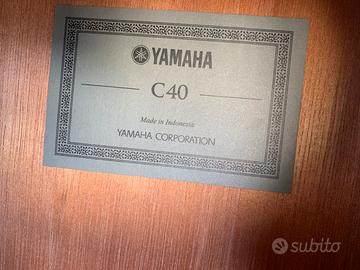 YAMAHA
C40
Made in Indonesia
YAMAHA CORPORATION
subito